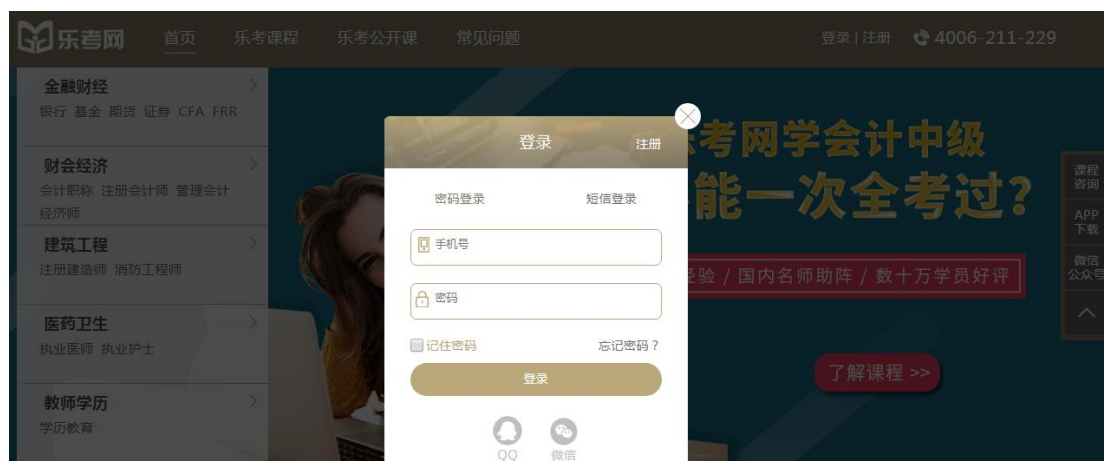 乐考网
首页 乐考课程 乐考公开课 常见问题
登录 | 注册 4006-211-229
金融财经
银行 基金 期货 证券 CFA FRR
财会经济
会计职称 注册会计师 管理会计
经济师
建筑工程
注册建造师 消防工程师
医药卫生
执业医师 执业护士
教师学历
学历教育
登录 注册
密码登录 短信登录
手机号
密码
记住密码 忘记密码？
登录
QQ 微信
考网学会计中级
能一次全考过?
经验 / 国内名师助阵 / 数十万学员好评
了解课程 >>
课程
咨询
APP
下载
微信
公众号